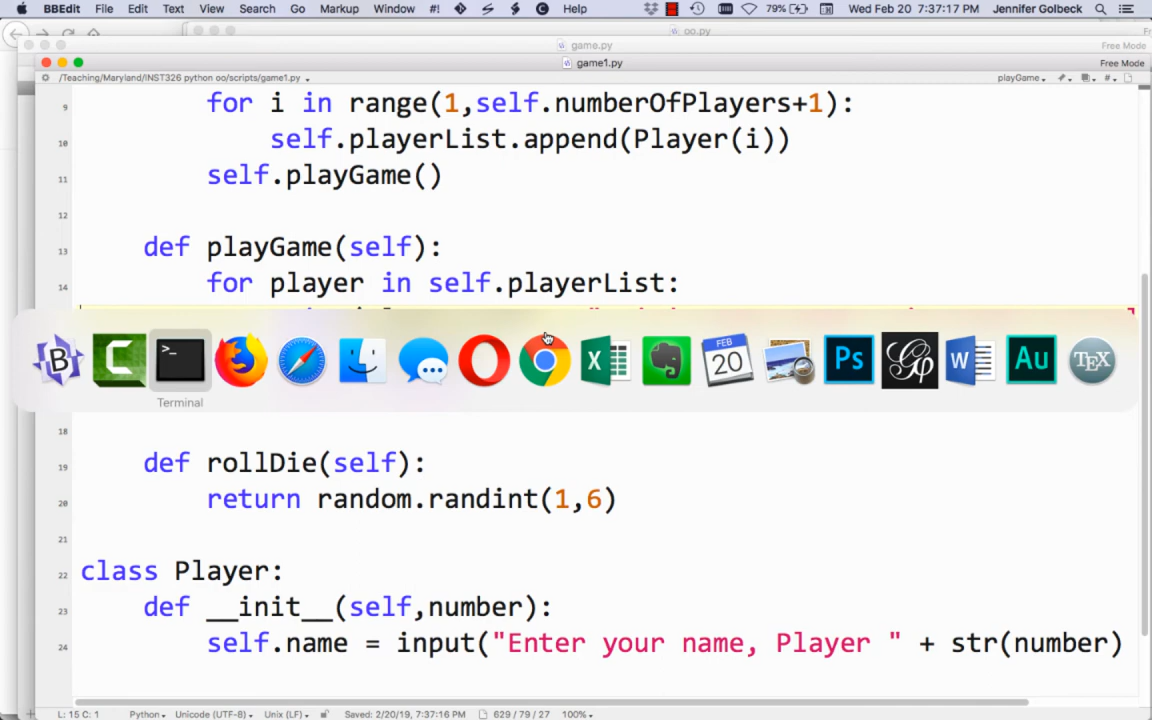 BBEdit File Edit Text View Search Go Markup Window #! Help 79% Wed Feb 20 7:37:17 PM Jennifer Golbeck
oo.py
game.py Free Mode
game1.py Free Mode
/Teaching/Maryland/INST326 python oo/scripts/game1.py playGame
9 for i in range(1,self.numberOfPlayers+1):
10 self.playerList.append(Player(i))
11 self.playGame()
12
13 def playGame(self):
14 for player in self.playerList:
B C >_ FEB 20 Ps Gp W Au TEX
Terminal
18
19 def rollDie(self):
20 return random.randint(1,6)
21
22 class Player:
23 def __init__(self,number):
24 self.name = input("Enter your name, Player " + str(number)
L: 15 C: 1 Python Unicode (UTF-8) Unix (LF) Saved: 2/20/19, 7:37:16 PM 629 / 79 / 27 100%